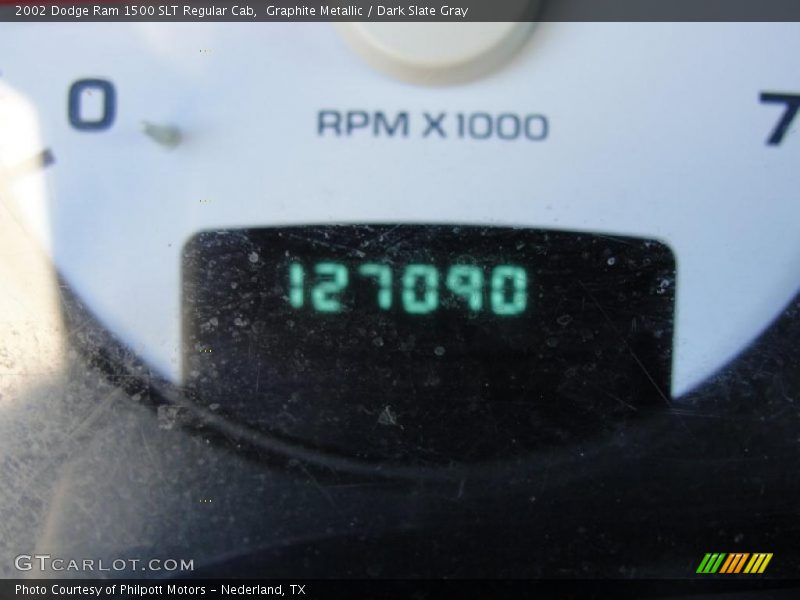 2002 Dodge Ram 1500 SLT Regular Cab,  Graphite Metallic / Dark Slate Gray
0
7
RPM X 1000
127090
GTCARLOT.COM
Photo Courtesy of Philpott Motors - Nederland, TX